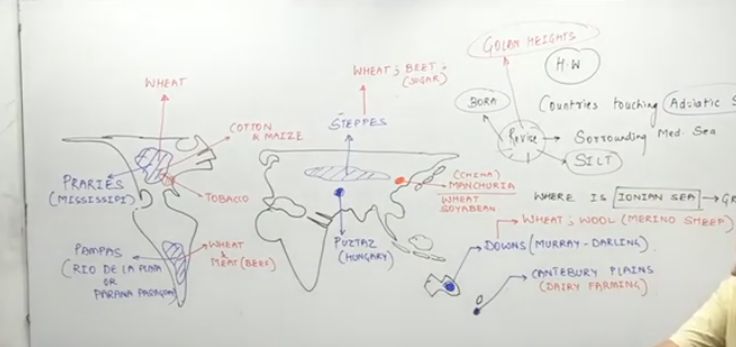 GOLAN HEIGHTS
H.W
WHEAT
WHEAT ; BEET ;
(SUGAR)
BORA
Countries touching Adriatic S
STEPPES
COTTON
& MAIZE
Revise → Sorrounding Med. Sea
SILT
PRARIES
(MISSISSIPI)
TOBACCO
(CHINA)
MANCHURIA
WHEAT
SOYABEAN
WHERE IS IONIAN SEA → GR
WHEAT ; WOOL (MERINO SHEEP)
PAMPAS
(RIO DE LA PLATA
OR
PARANA PARAGUAY
WHEAT
&
MEAT (BEEF)
PUZTAZ
(HUNGARY)
DOWNS (MURRAY - DARLING)
CANTEBURY PLAINS
(DAIRY FARMING)